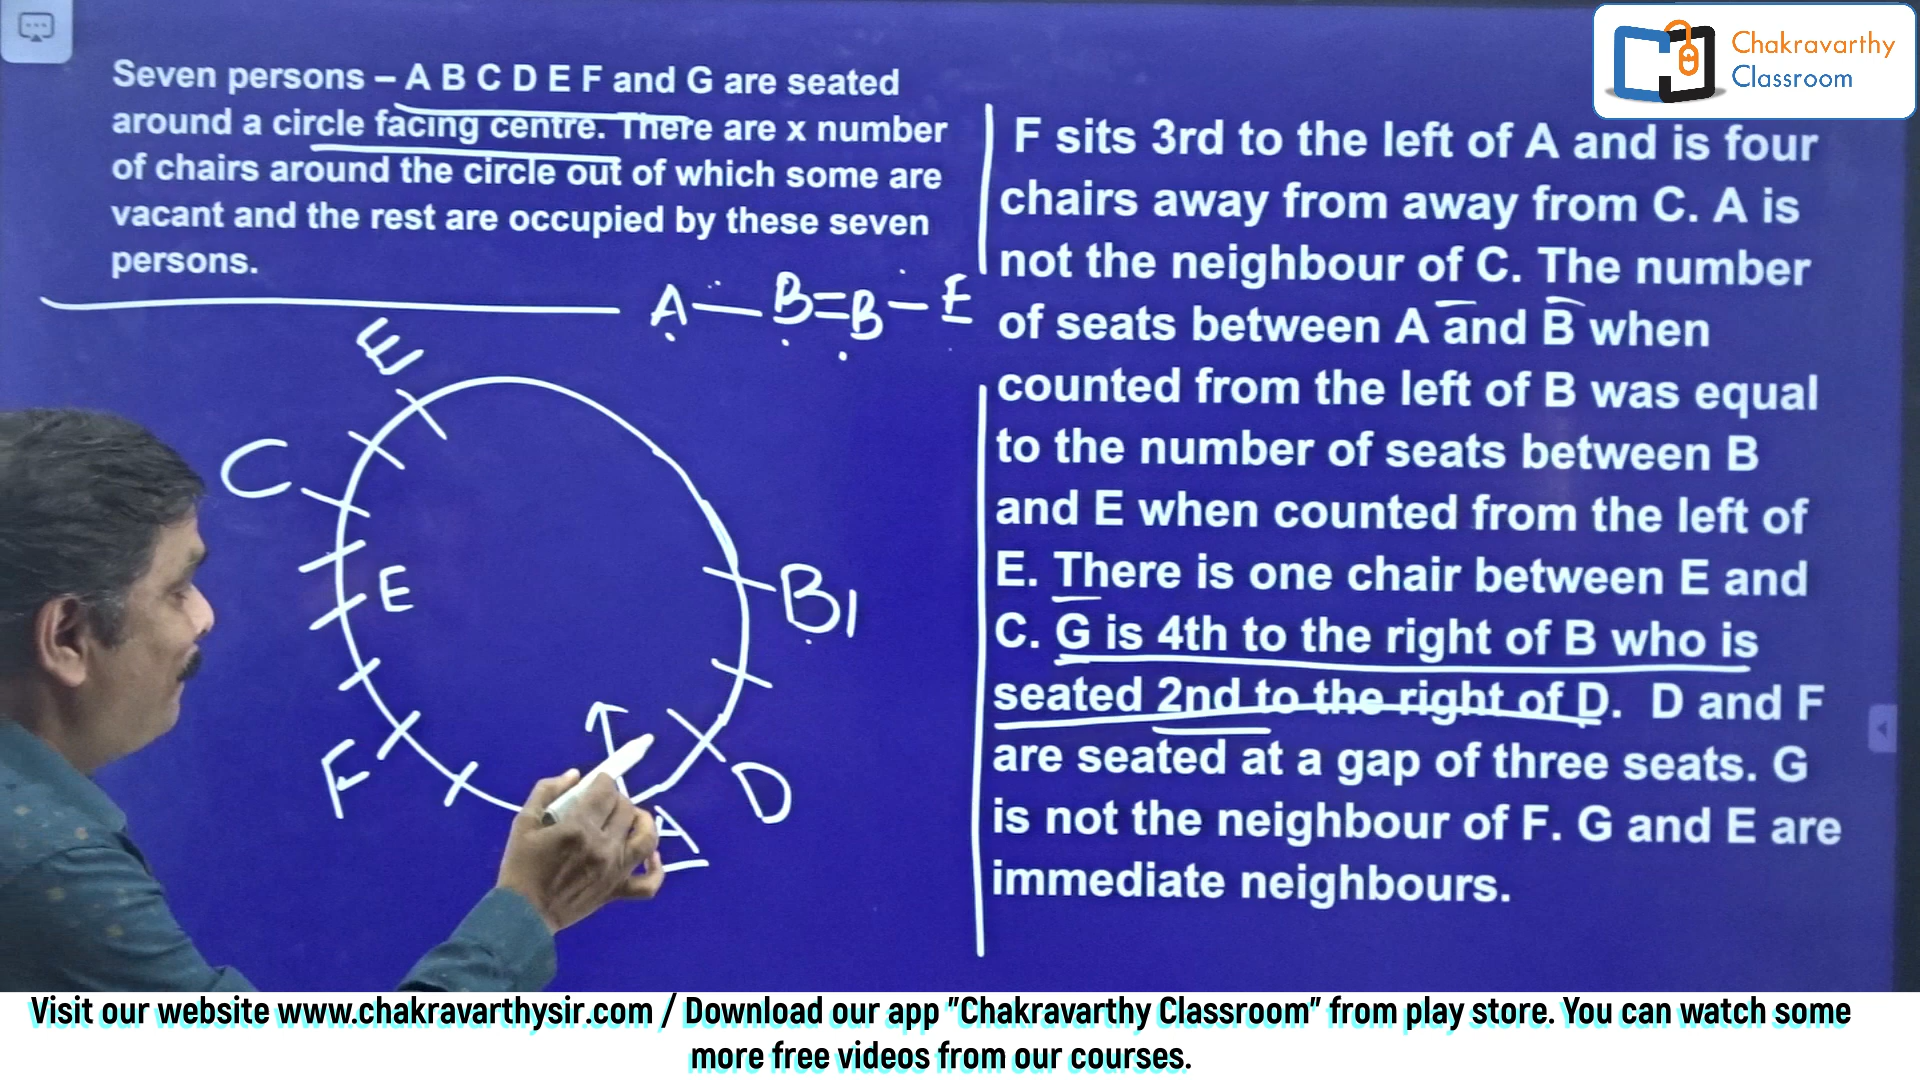 Chakravarthy
Classroom
Seven persons – A B C D E F and G are seated
around a circle facing centre. There are x number
of chairs around the circle out of which some are
vacant and the rest are occupied by these seven
persons.
A — B = B — E
F sits 3rd to the left of A and is four
chairs away from away from C. A is
not the neighbour of C. The number
of seats between A and B when
counted from the left of B was equal
to the number of seats between B
and E when counted from the left of
E. There is one chair between E and
C. G is 4th to the right of B who is
seated 2nd to the right of D. D and F
are seated at a gap of three seats. G
is not the neighbour of F. G and E are
immediate neighbours.
E
C
E
B1
F
D
A
Visit our website www.chakravarthysir.com / Download our app "Chakravarthy Classroom" from play store. You can watch some
more free videos from our courses.